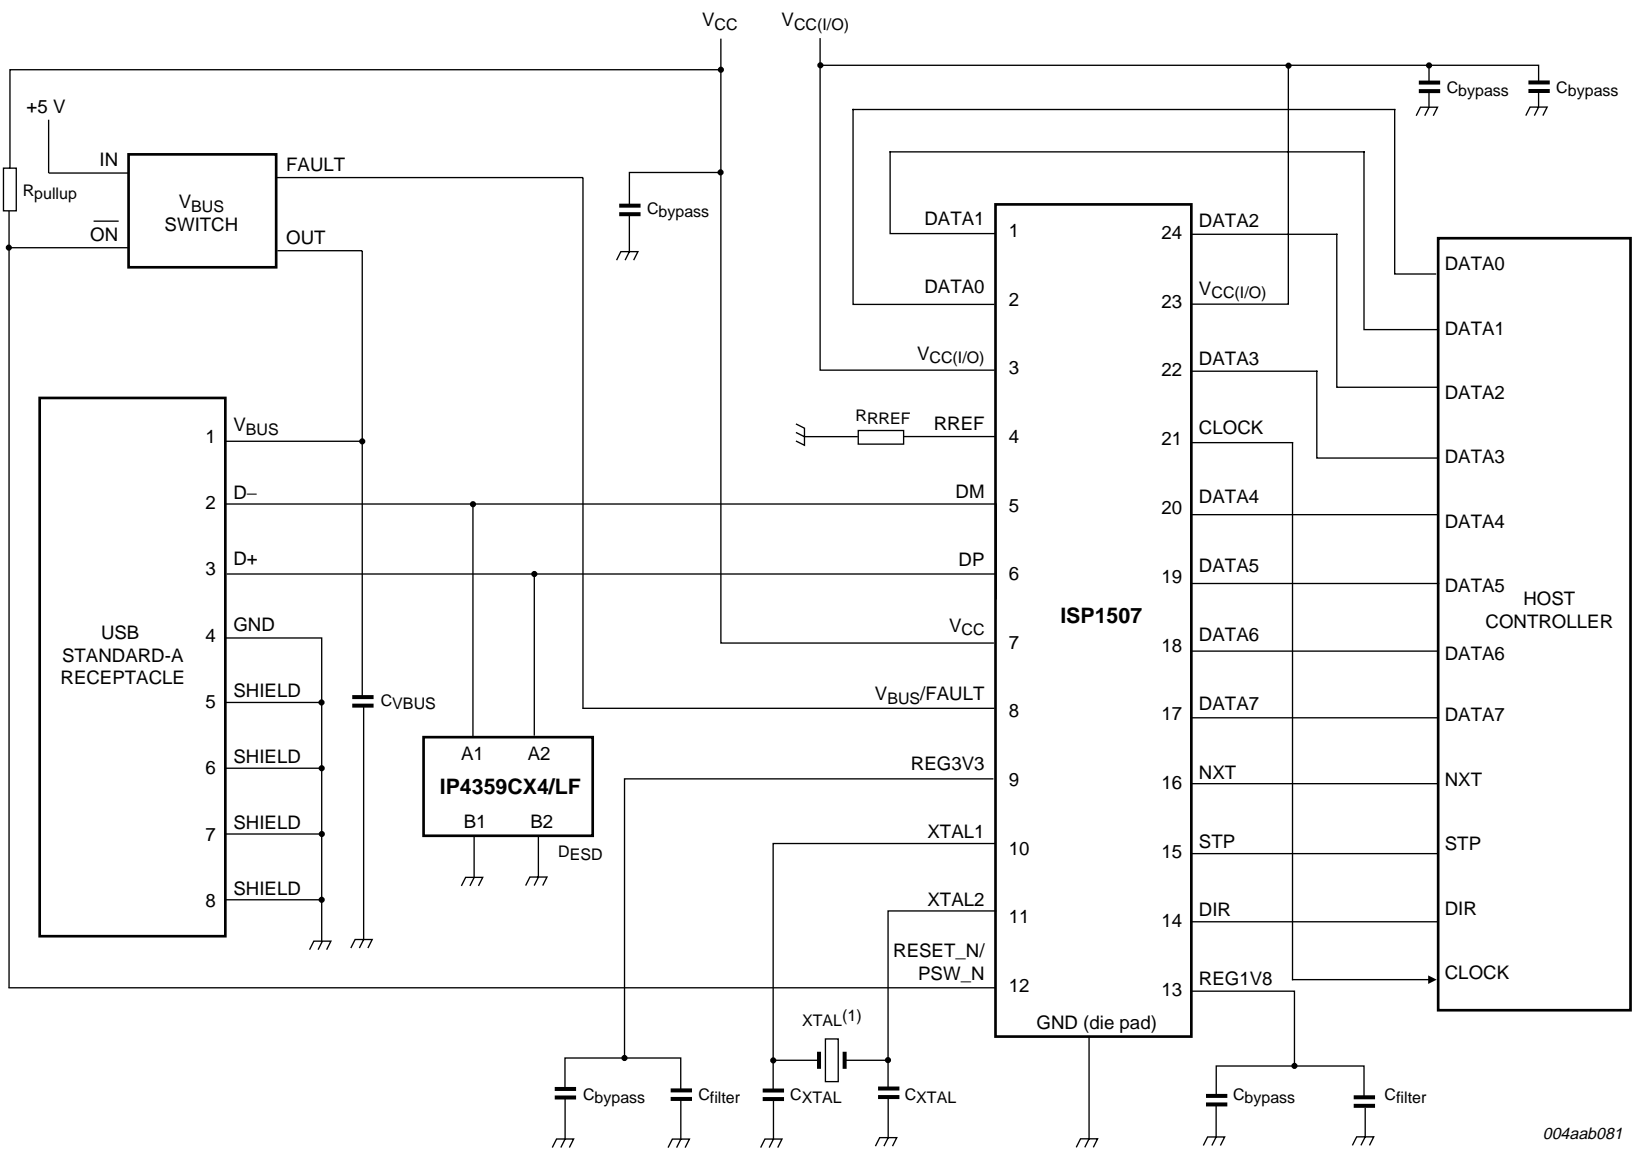 VCC
VCC(I/O)
Cbypass
Cbypass
+5 V
IN
FAULT
Rpullup
VBUS
SWITCH
ON
OUT
Cbypass
DATA1
1
DATA0
2
VCC(I/O)
3
RRREF
RREF
4
DM
5
DP
6
VCC
7
VBUS/FAULT
8
REG3V3
9
XTAL1
10
XTAL2
11
RESET_N/
PSW_N
12
ISP1507
GND (die pad)
24
DATA2
23
VCC(I/O)
22
DATA3
21
CLOCK
20
DATA4
19
DATA5
18
DATA6
17
DATA7
16
NXT
15
STP
14
DIR
13
REG1V8
DATA0
DATA1
DATA2
DATA3
DATA4
DATA5
HOST
CONTROLLER
DATA6
DATA7
NXT
STP
DIR
CLOCK
USB
STANDARD-A
RECEPTACLE
1
VBUS
2
D−
3
D+
4
GND
5
SHIELD
6
SHIELD
7
SHIELD
8
SHIELD
CVBUS
A1
A2
IP4359CX4/LF
B1
B2
DESD
XTAL(1)
Cbypass
Cfilter
CXTAL
CXTAL
Cbypass
Cfilter
004aab081